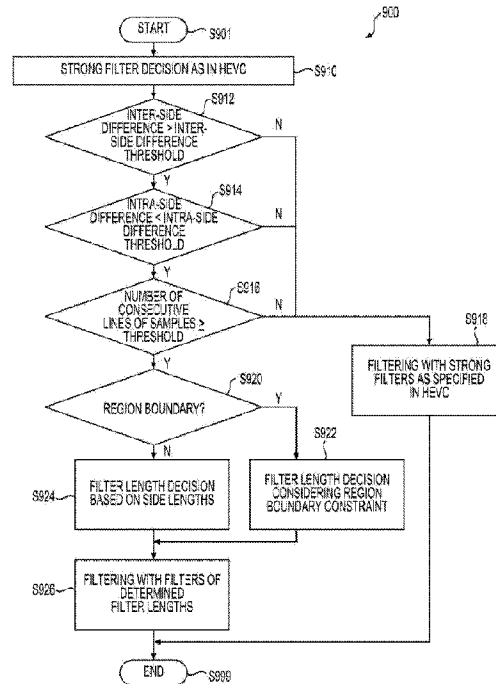 900
START
S901
STRONG FILTER DECISION AS IN HEVC
S910
S912
INTER-SIDE
DIFFERENCE > INTER-
SIDE DIFFERENCE
THRESHOLD
N
Y
S914
INTRA-SIDE
DIFFERENCE < INTRA-SIDE
DIFFERENCE
THRESHOLD
N
Y
S916
NUMBER OF
CONSECUTIVE
LINES OF SAMPLES ≥
THRESHOLD
N
Y
S918
FILTERING WITH STRONG
FILTERS AS SPECIFIED
IN HEVC
S920
REGION BOUNDARY?
Y
N
S922
FILTER LENGTH DECISION
CONSIDERING REGION
BOUNDARY CONSTRAINT
S924
FILTER LENGTH DECISION
BASED ON SIDE LENGTHS
S926
FILTERING WITH FILTERS OF
DETERMINED
FILTER LENGTHS
END
S999